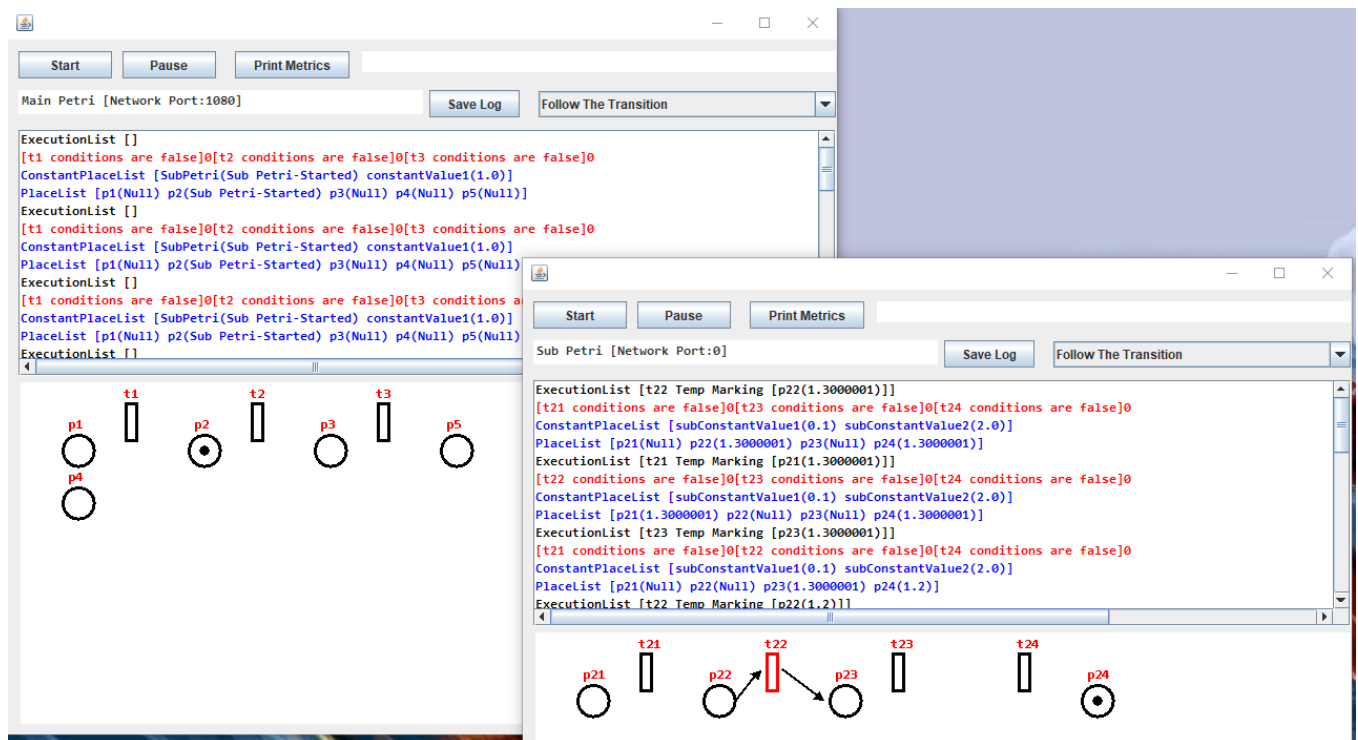 Start Pause Print Metrics
Main Petri [Network Port:1080] Save Log Follow The Transition
ExecutionList []
[t1 conditions are false]0[t2 conditions are false]0[t3 conditions are false]0
ConstantPlaceList [SubPetri(Sub Petri-Started) constantValue1(1.0)]
PlaceList [p1(Null) p2(Sub Petri-Started) p3(Null) p4(Null) p5(Null)]
ExecutionList []
[t1 conditions are false]0[t2 conditions are false]0[t3 conditions are false]0
ConstantPlaceList [SubPetri(Sub Petri-Started) constantValue1(1.0)]
PlaceList [p1(Null) p2(Sub Petri-Started) p3(Null) p4(Null) p5(Null)
ExecutionList []
[t1 conditions are false]0[t2 conditions are false]0[t3 conditions a
ConstantPlaceList [SubPetri(Sub Petri-Started) constantValue1(1.0)]
PlaceList [p1(Null) p2(Sub Petri-Started) p3(Null) p4(Null) p5(Null)
ExecutionList []
t1 t2 t3
p1 p2 p3 p5
p4
Start Pause Print Metrics
Sub Petri [Network Port:0] Save Log Follow The Transition
ExecutionList [t22 Temp Marking [p22(1.3000001)]]
[t21 conditions are false]0[t23 conditions are false]0[t24 conditions are false]0
ConstantPlaceList [subConstantValue1(0.1) subConstantValue2(2.0)]
PlaceList [p21(Null) p22(1.3000001) p23(Null) p24(1.3000001)]
ExecutionList [t21 Temp Marking [p21(1.3000001)]]
[t22 conditions are false]0[t23 conditions are false]0[t24 conditions are false]0
ConstantPlaceList [subConstantValue1(0.1) subConstantValue2(2.0)]
PlaceList [p21(1.3000001) p22(Null) p23(Null) p24(1.3000001)]
ExecutionList [t23 Temp Marking [p23(1.3000001)]]
[t21 conditions are false]0[t22 conditions are false]0[t24 conditions are false]0
ConstantPlaceList [subConstantValue1(0.1) subConstantValue2(2.0)]
PlaceList [p21(Null) p22(Null) p23(1.3000001) p24(1.2)]
ExecutionList [t22 Temp Marking [p22(1.2)]]
t21 t22 t23 t24
p21 p22 p23 p24